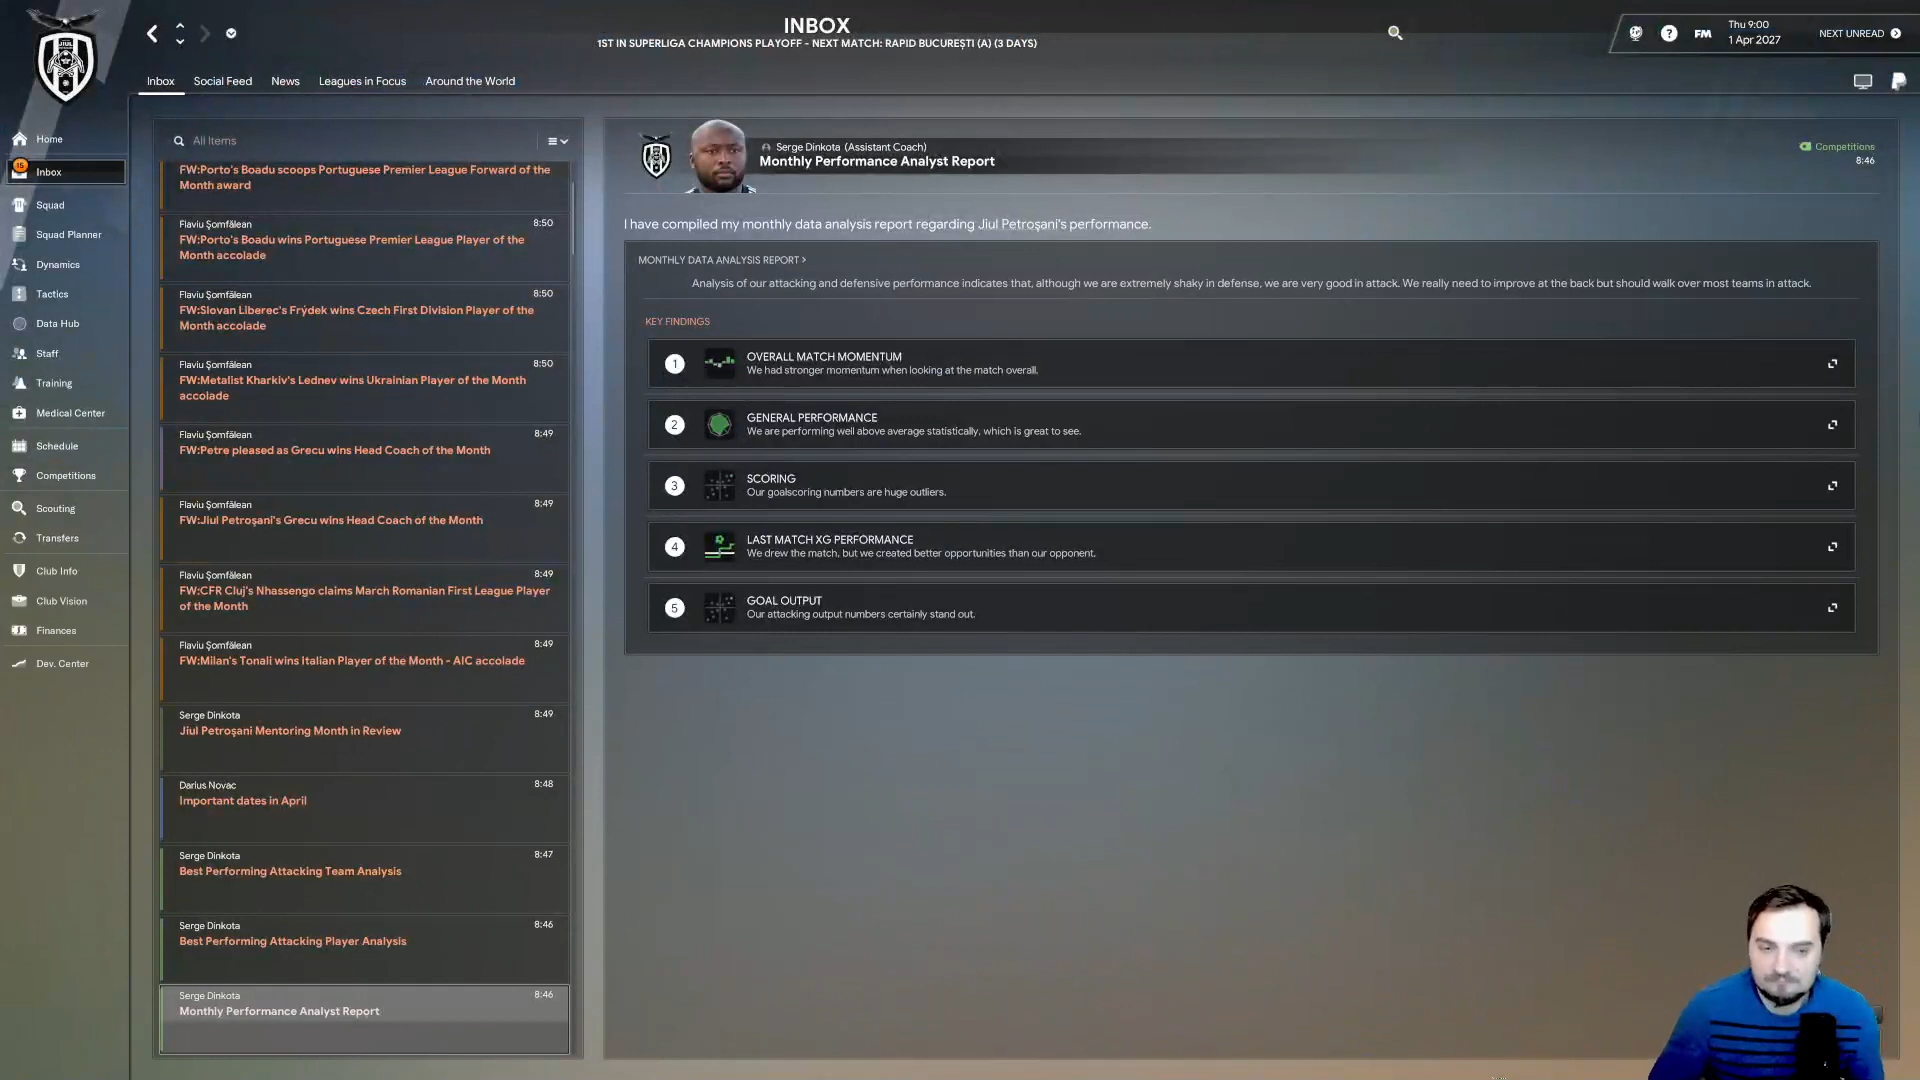 INBOX
1ST IN SUPERLIGA CHAMPIONS PLAYOFF - NEXT MATCH: RAPID BUCUREȘTI (A) (3 DAYS)
FM
Thu 9:00
1 Apr 2027
NEXT UNREAD
Inbox
Social Feed
News
Leagues in Focus
Around the World
JIUL
Home
15
Inbox
Squad
Squad Planner
Dynamics
Tactics
Data Hub
Staff
Training
Medical Center
Schedule
Competitions
Scouting
Transfers
Club Info
Club Vision
Finances
Dev. Center
All Items
FW:Porto's Boadu scoops Portuguese Premier League Forward of the
Month award
Flaviu Șomfălean 8:50
FW:Porto's Boadu wins Portuguese Premier League Player of the
Month accolade
Flaviu Șomfălean 8:50
FW:Slovan Liberec's Frýdek wins Czech First Division Player of the
Month accolade
Flaviu Șomfălean 8:50
FW:Metalist Kharkiv's Lednev wins Ukrainian Player of the Month
accolade
Flaviu Șomfălean 8:49
FW:Petre pleased as Grecu wins Head Coach of the Month
Flaviu Șomfălean 8:49
FW:Jiul Petroșani's Grecu wins Head Coach of the Month
Flaviu Șomfălean 8:49
FW:CFR Cluj's Nhassengo claims March Romanian First League Player
of the Month
Flaviu Șomfălean 8:49
FW:Milan's Tonali wins Italian Player of the Month - AIC accolade
Serge Dinkota 8:49
Jiul Petroșani Mentoring Month in Review
Darius Novac 8:48
Important dates in April
Serge Dinkota 8:47
Best Performing Attacking Team Analysis
Serge Dinkota 8:46
Best Performing Attacking Player Analysis
Serge Dinkota 8:46
Monthly Performance Analyst Report
Serge Dinkota (Assistant Coach)
Monthly Performance Analyst Report
Competitions
8:46
I have compiled my monthly data analysis report regarding Jiul Petroșani's performance.
MONTHLY DATA ANALYSIS REPORT >
Analysis of our attacking and defensive performance indicates that, although we are extremely shaky in defense, we are very good in attack. We really need to improve at the back but should walk over most teams in attack.
KEY FINDINGS
1
OVERALL MATCH MOMENTUM
We had stronger momentum when looking at the match overall.
2
GENERAL PERFORMANCE
We are performing well above average statistically, which is great to see.
3
SCORING
Our goalscoring numbers are huge outliers.
4
LAST MATCH XG PERFORMANCE
We drew the match, but we created better opportunities than our opponent.
5
GOAL OUTPUT
Our attacking output numbers certainly stand out.